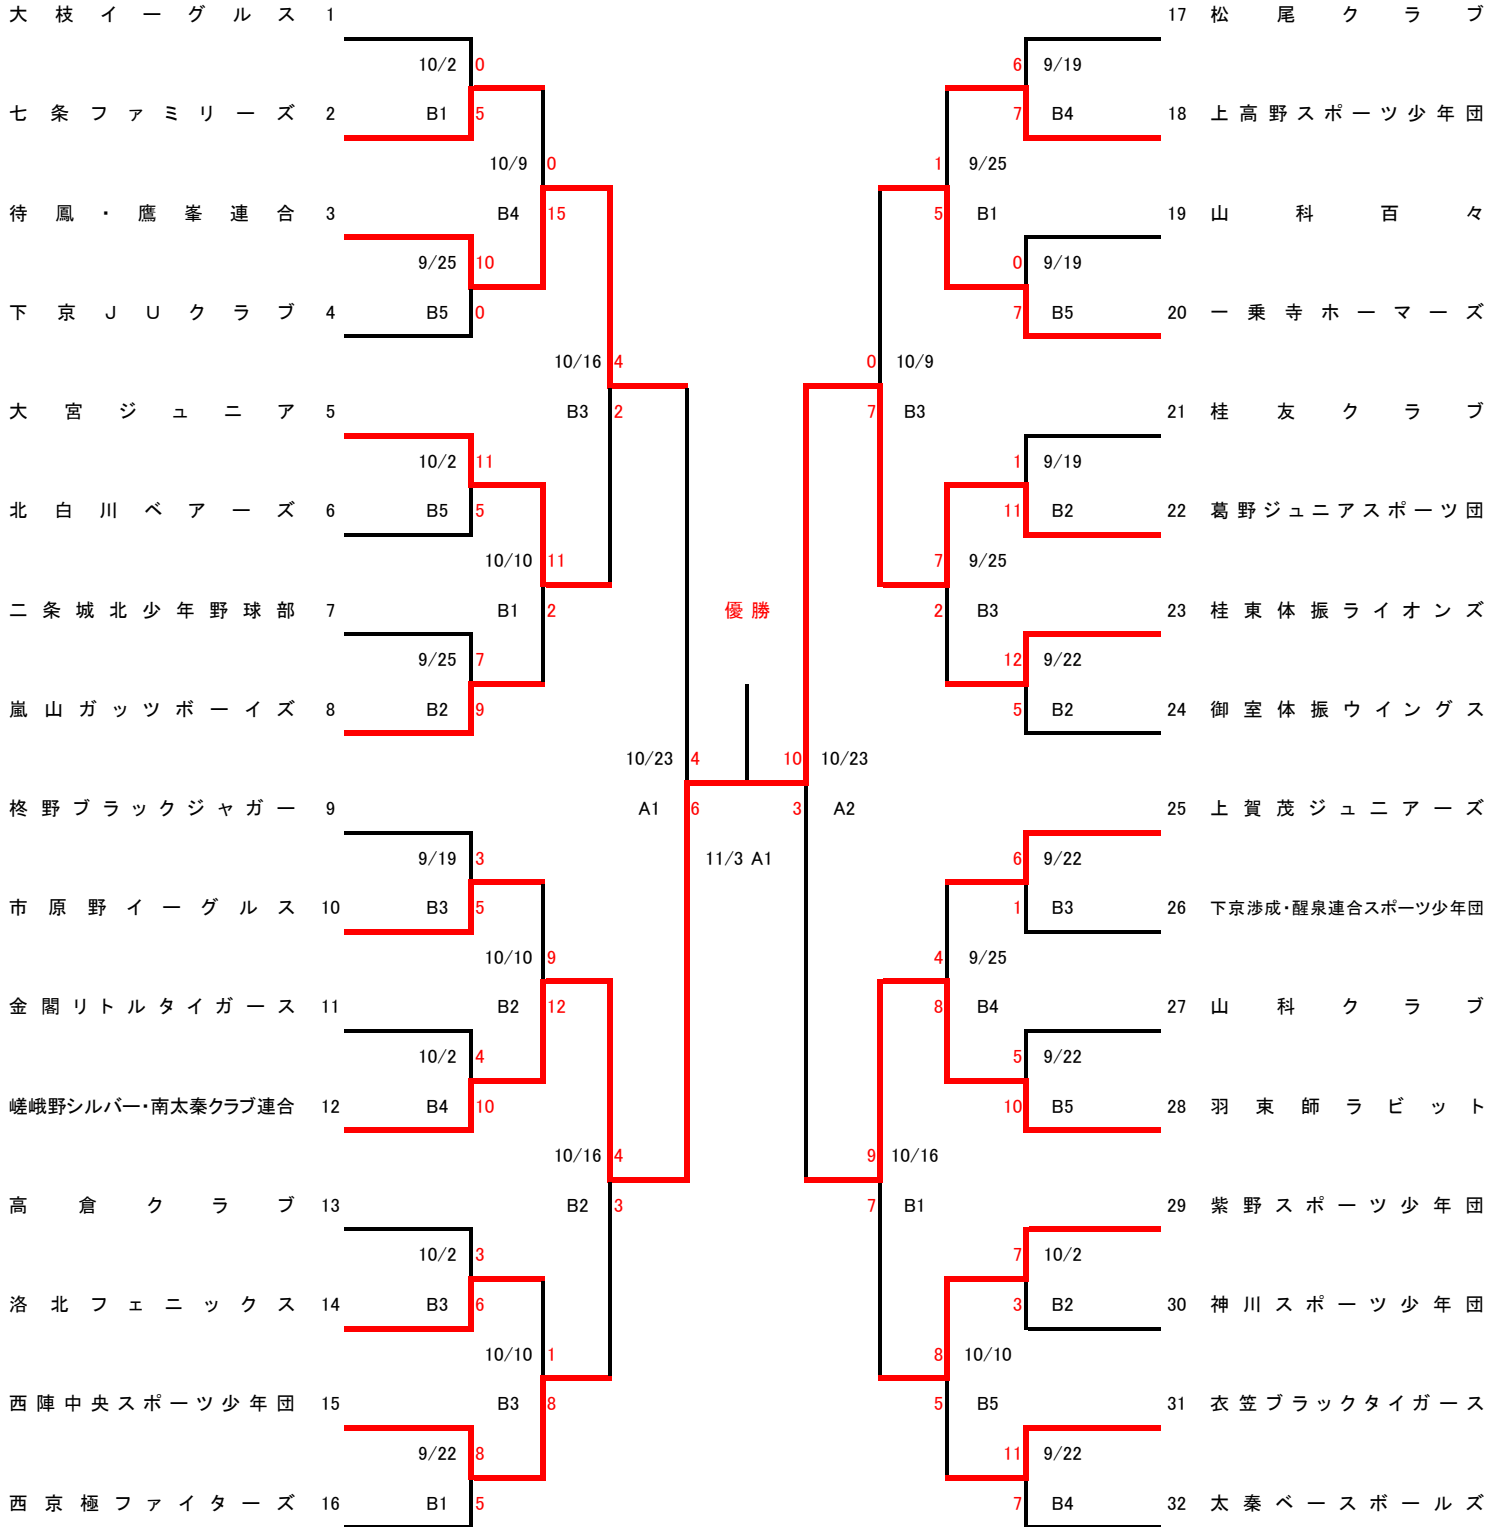 大枝イーグルス 1 17 松尾クラブ
10/2 0 6 9/19
七条ファミリーズ 2 B1 5 7 B4 18 上高野スポーツ少年団
10/9 0 1 9/25
待鳳・鷹峯連合 3 B4 15 5 B1 19 山科百々
9/25 10 0 9/19
下京JUクラブ 4 B5 0 7 B5 20 一乗寺ホーマーズ
10/16 4 0 10/9
大宮ジュニア 5 B3 2 7 B3 21 桂友クラブ
10/2 11 1 9/19
北白川ベアーズ 6 B5 5 11 B2 22 葛野ジュニアスポーツ団
10/10 11 7 9/25
二条城北少年野球部 7 B1 2 優勝 2 B3 23 桂東体振ライオンズ
9/25 7 12 9/22
嵐山ガッツボーイズ 8 B2 9 5 B2 24 御室体振ウイングス
10/23 4 10 10/23
柊野ブラックジャガー 9 A1 6 3 A2 25 上賀茂ジュニアーズ
9/19 3 11/3 A1 6 9/22
市原野イーグルス 10 B3 5 1 B3 26 下京渉成・醒泉連合スポーツ少年団
10/10 9 4 9/25
金閣リトルタイガース 11 B2 12 8 B4 27 山科クラブ
10/2 4 5 9/22
嵯峨野シルバー・南太秦クラブ連合 12 B4 10 10 B5 28 羽束師ラビット
10/16 4 9 10/16
高倉クラブ 13 B2 3 7 B1 29 紫野スポーツ少年団
10/2 3 7 10/2
洛北フェニックス 14 B3 6 3 B2 30 神川スポーツ少年団
10/10 1 8 10/10
西陣中央スポーツ少年団 15 B3 8 5 B5 31 衣笠ブラックタイガース
9/22 8 11 9/22
西京極ファイターズ 16 B1 5 7 B4 32 太秦ベースボールズ